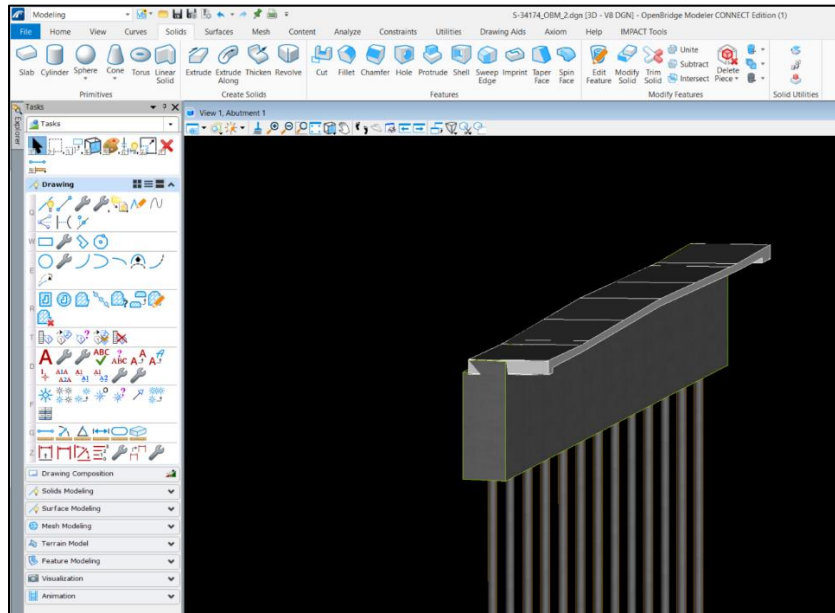 Modeling
S-34174_OBM_2.dgn [3D - V8 DGN] - OpenBridge Modeler CONNECT Edition (1)
File Home View Curves Solids Surfaces Mesh Content Analyze Constraints Utilities Drawing Aids Axiom Help IMPACT Tools
Slab Cylinder Sphere Cone Torus Linear Solid Extrude Extrude Along Thicken Revolve Cut Fillet Chamfer Hole Protrude Shell Sweep Edge Imprint Taper Face Spin Face Edit Feature Modify Solid Trim Solid Unite Subtract Intersect Delete Piece
Primitives Create Solids Features Modify Features Solid Utilities
Explorer
Tasks
View 1, Abutment 1
Tasks
Drawing
Q
W
E
R
T
A ABC ABC A A
D
F
G
Z
Drawing Composition
Solids Modeling
Surface Modeling
Mesh Modeling
Terrain Model
Feature Modeling
Visualization
Animation